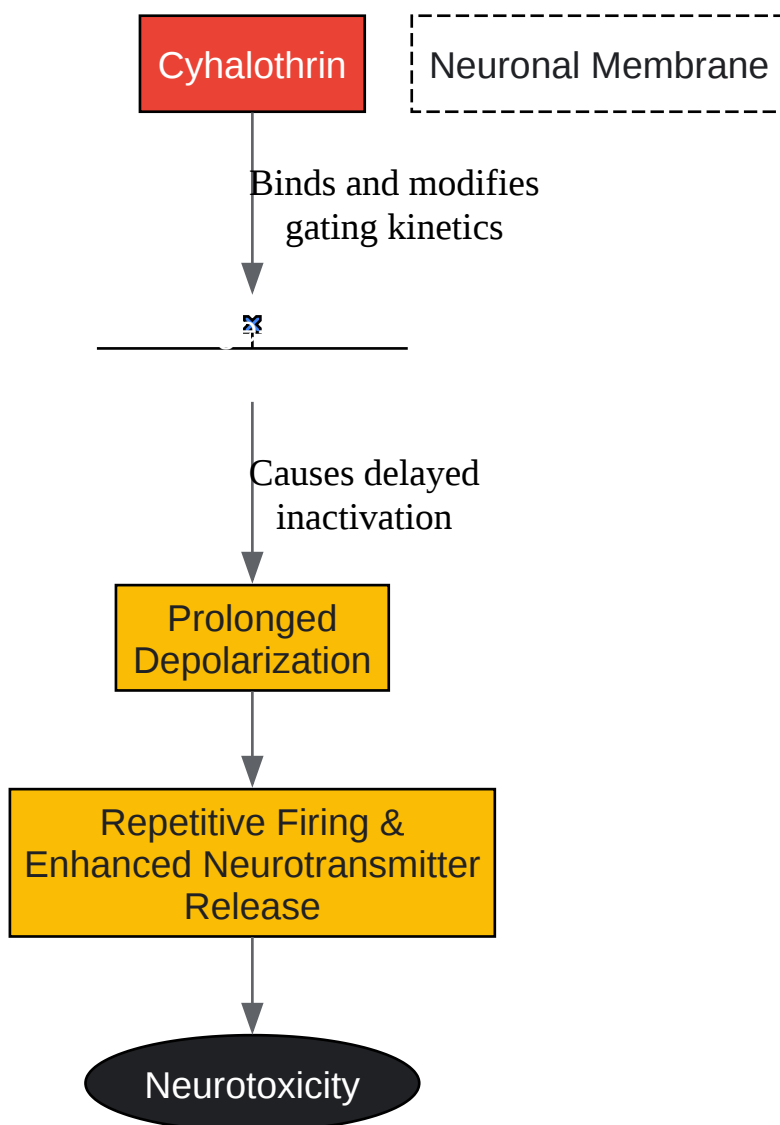 Cyhalothrin
Neuronal Membrane
Binds and modifies
gating kinetics
Causes delayed
inactivation
Prolonged
Depolarization
Repetitive Firing &
Enhanced Neurotransmitter
Release
Neurotoxicity